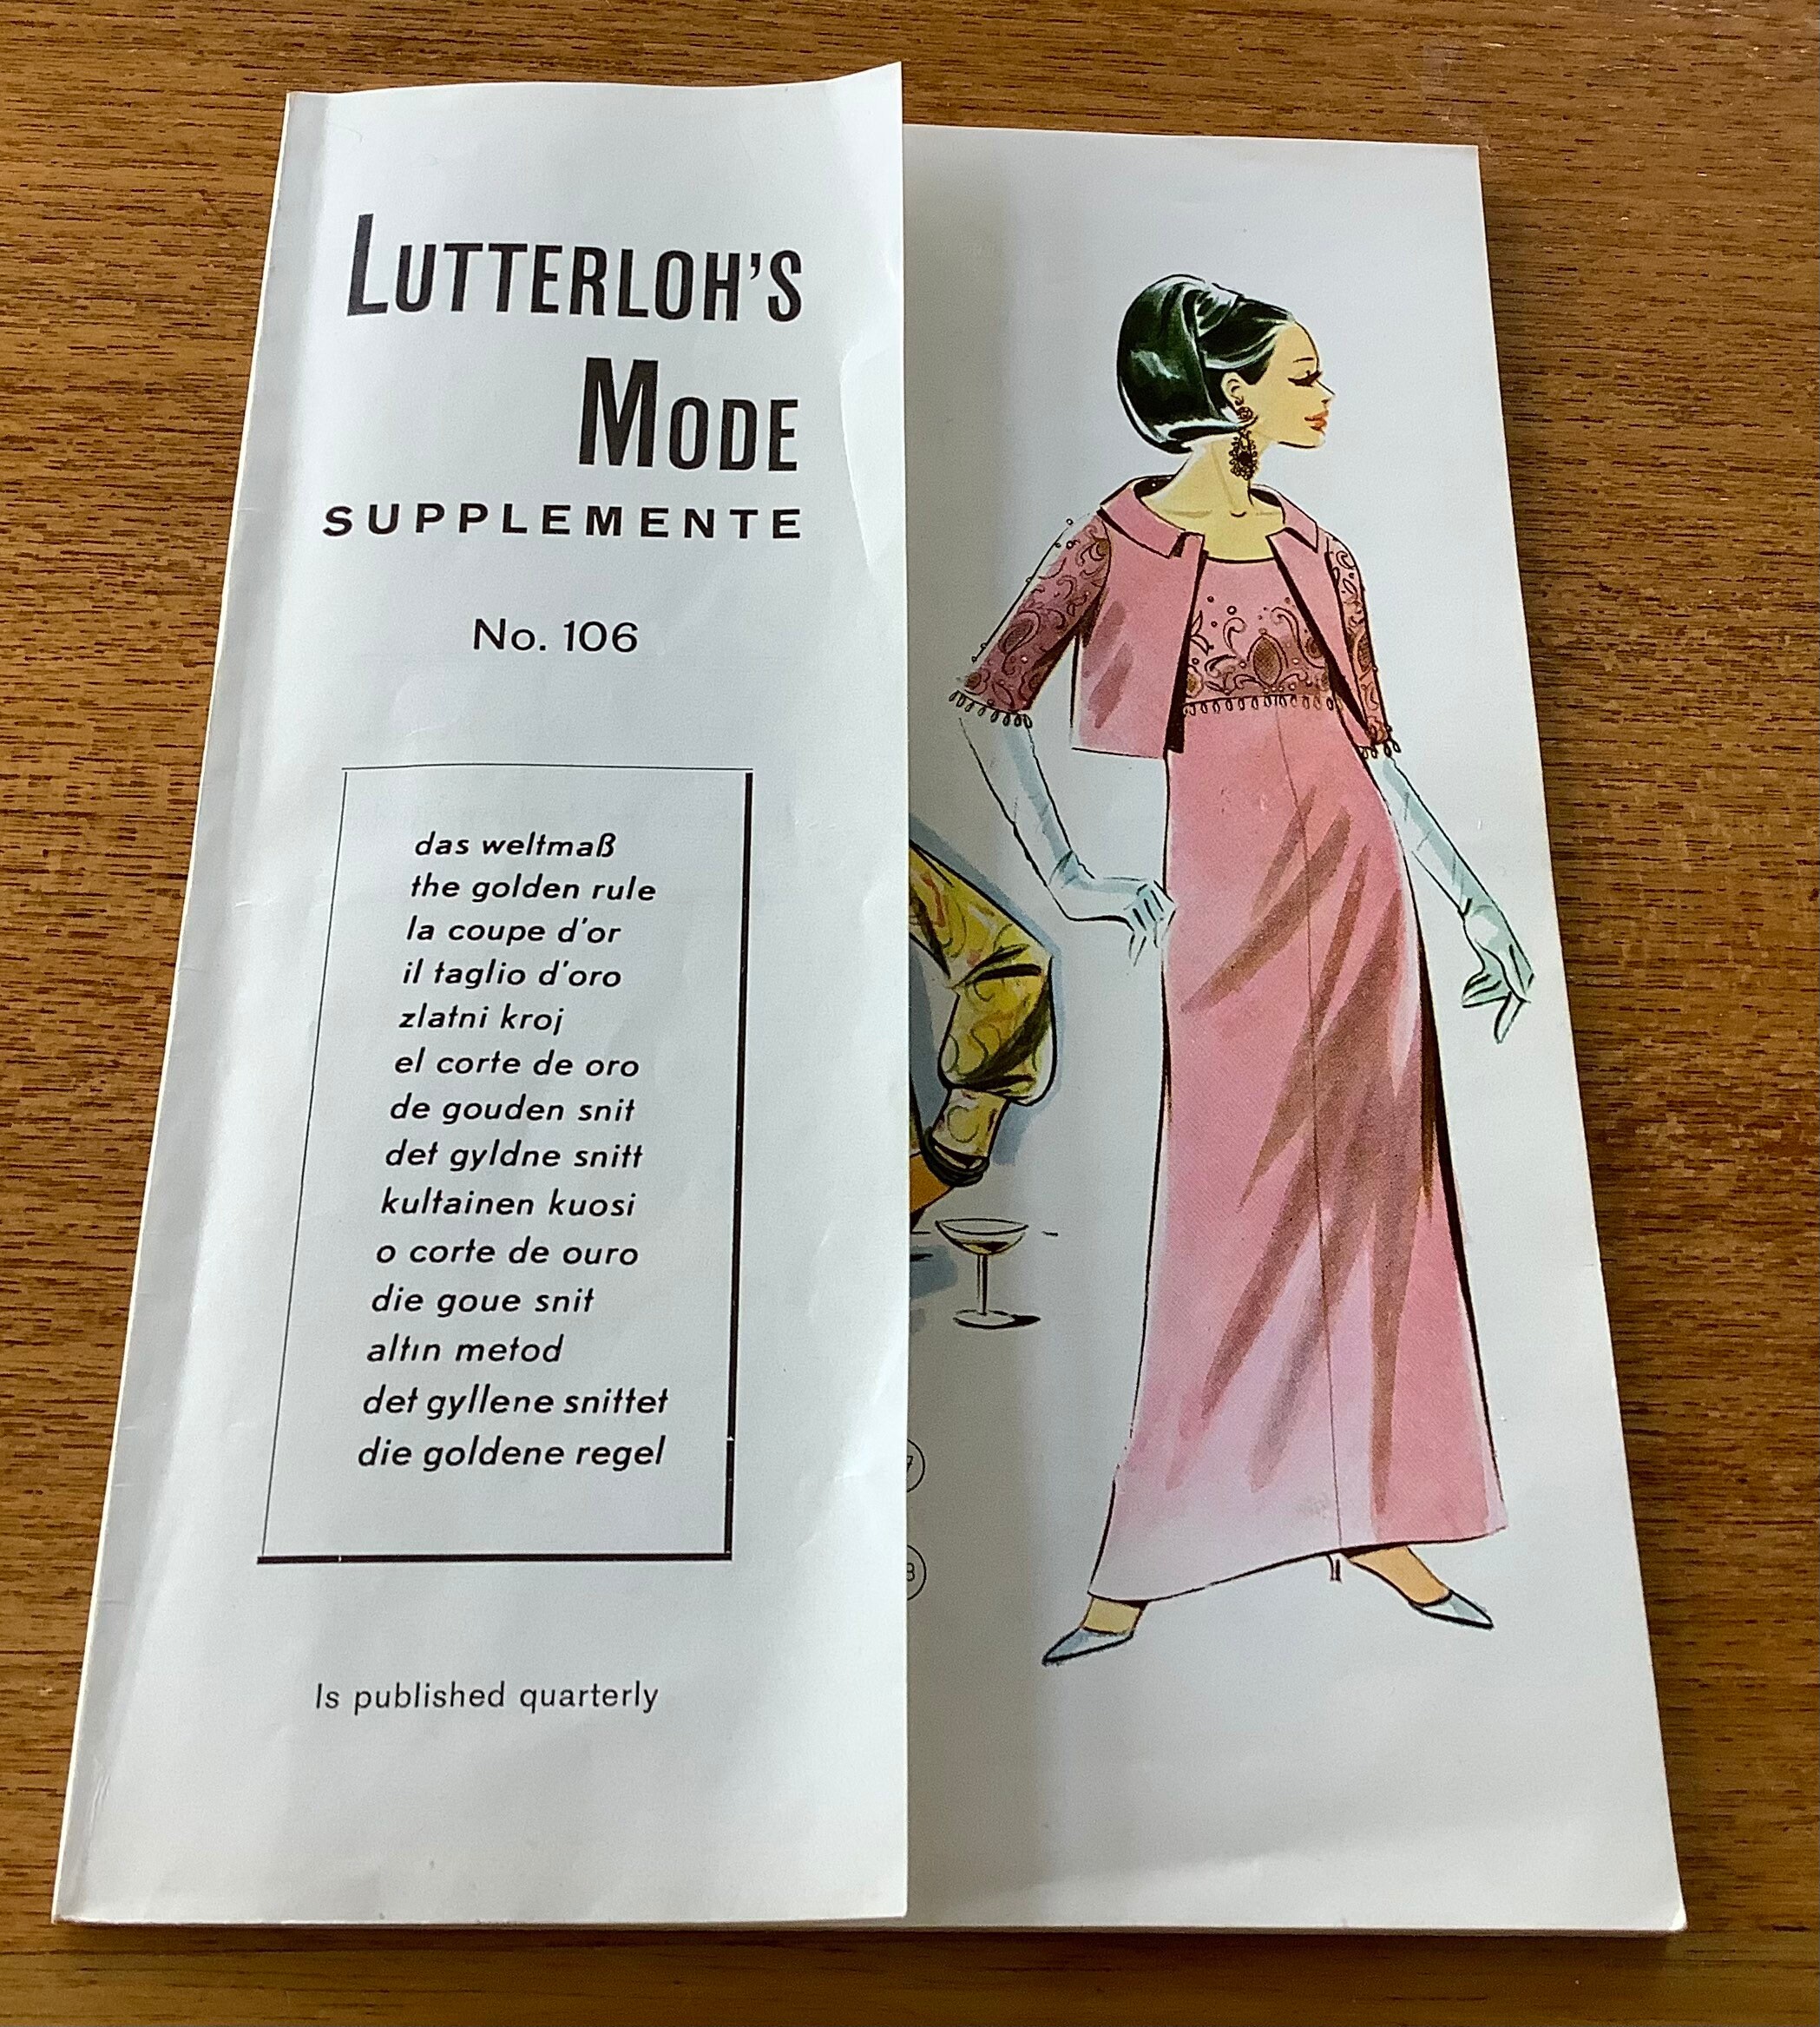 LUTTERLOH'S
MODE
SUPPLEMENTE
No. 106
das weltmaß
the golden rule
la coupe d'or
il taglio d'oro
zlatni kroj
el corte de oro
de gouden snit
det gyldne snitt
kultainen kuosi
o corte de ouro
die goue snit
altın metod
det gyllene snittet
die goldene regel
Is published quarterly